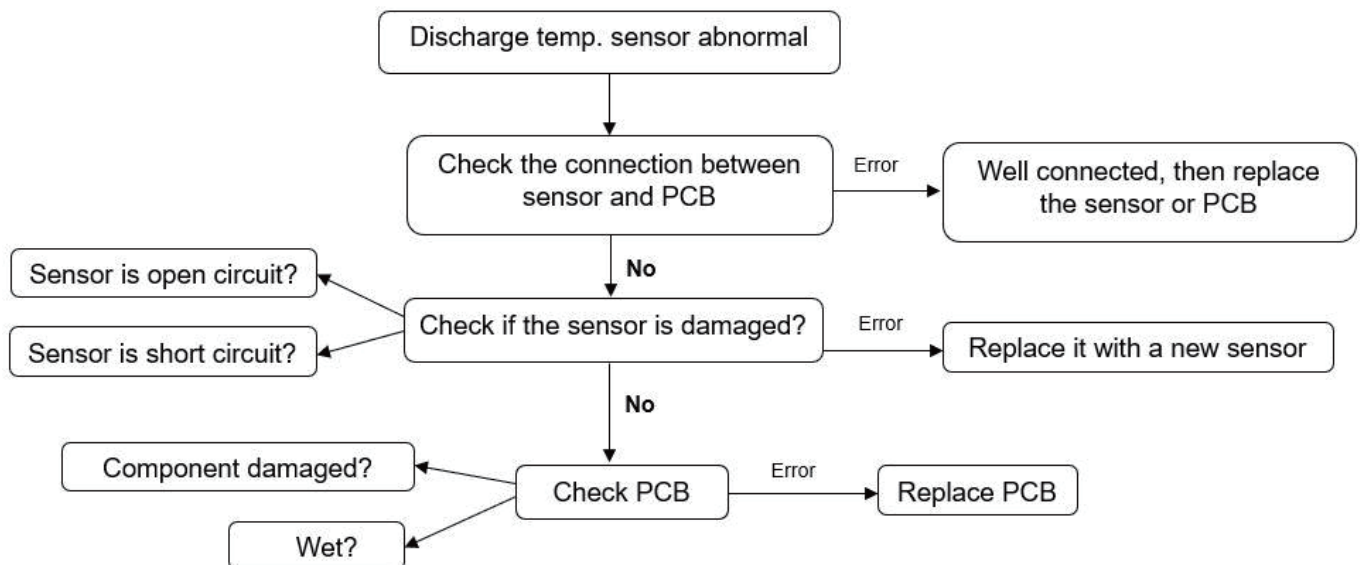 Discharge temp. sensor abnormal
Check the connection between
sensor and PCB
Error
Well connected, then replace
the sensor or PCB
No
Sensor is open circuit?
Sensor is short circuit?
Check if the sensor is damaged?
Error
Replace it with a new sensor
No
Component damaged?
Wet?
Check PCB
Error
Replace PCB